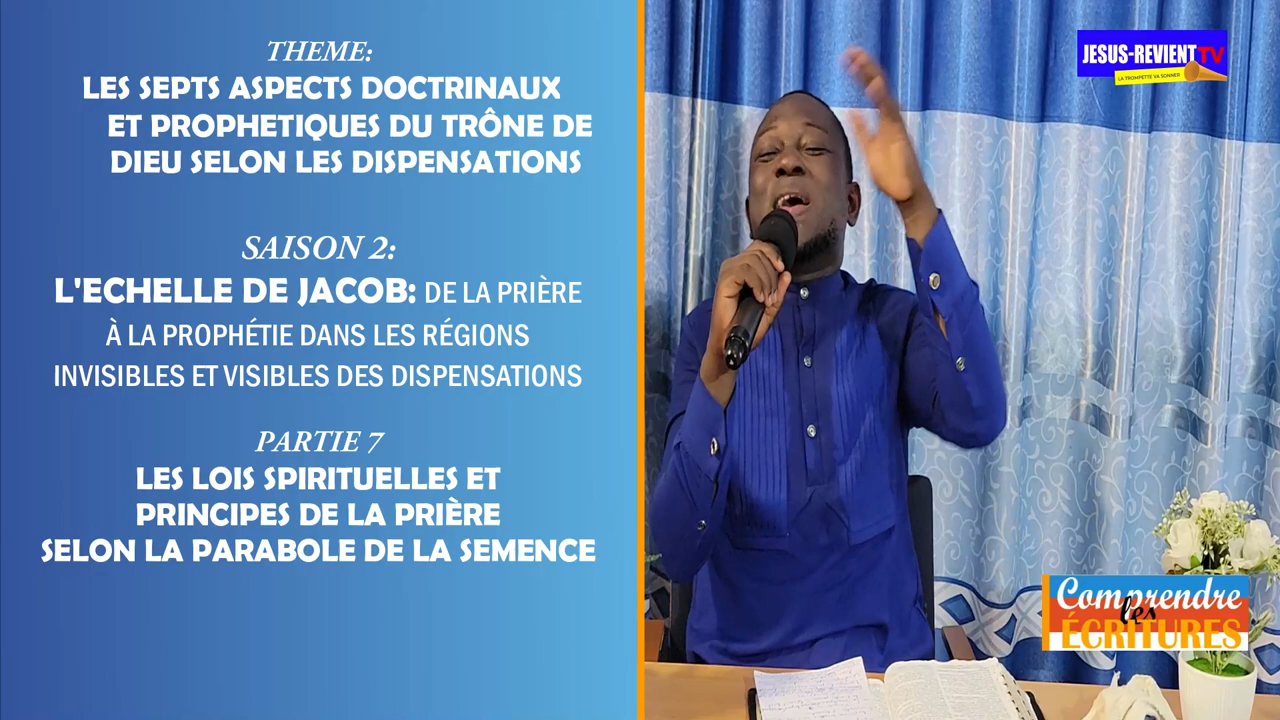 THEME:
LES SEPTS ASPECTS DOCTRINAUX
ET PROPHETIQUES DU TRÔNE DE
DIEU SELON LES DISPENSATIONS
SAISON 2:
L'ECHELLE DE JACOB: DE LA PRIÈRE
À LA PROPHÉTIE DANS LES RÉGIONS
INVISIBLES ET VISIBLES DES DISPENSATIONS
PARTIE 7
LES LOIS SPIRITUELLES ET
PRINCIPES DE LA PRIÈRE
SELON LA PARABOLE DE LA SEMENCE
JESUS-REVIENT TV
LA TROMPETTE VA SONNER
Comprendre
les
ÉCRITURES